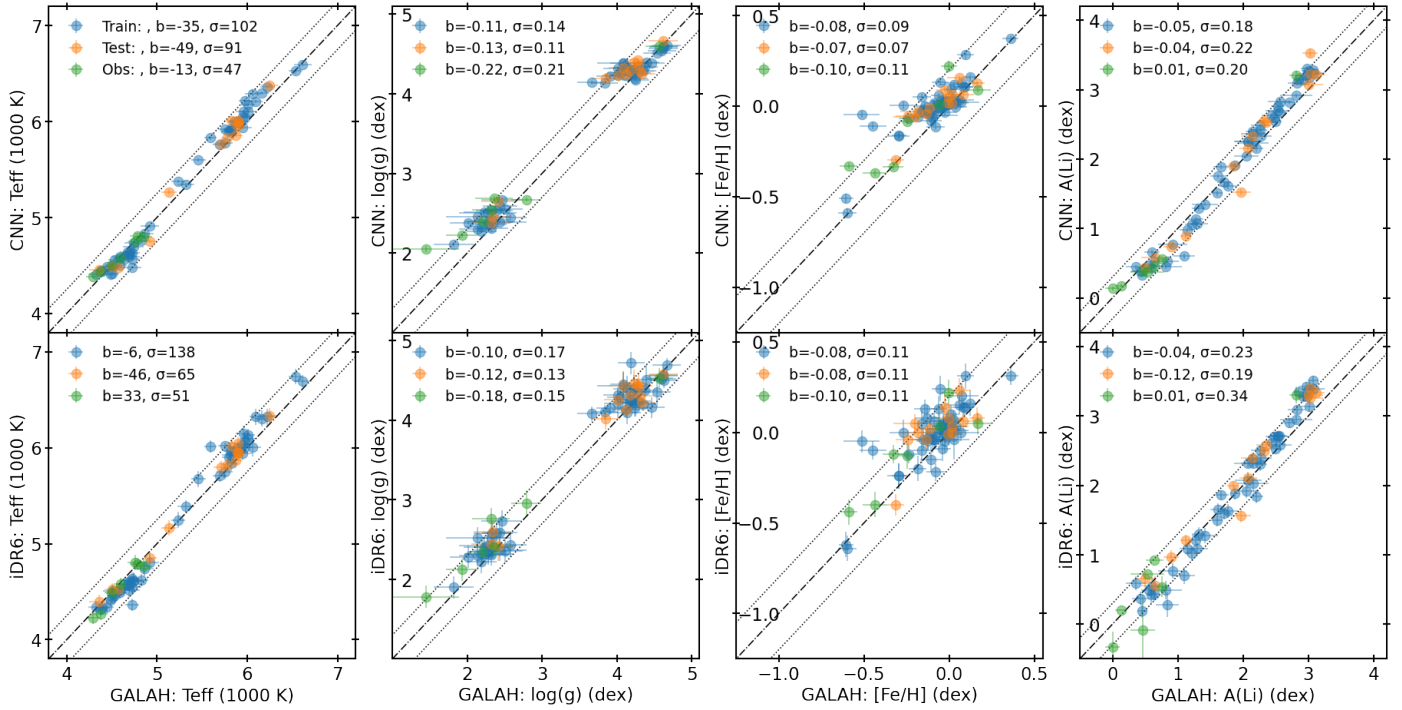 7
6
5
4
CNN: Teff (1000 K)
Train: , b=-35, σ=102
Test: , b=-49, σ=91
Obs: , b=-13, σ=47
5
4
3
2
CNN: log(g) (dex)
b=-0.11, σ=0.14
b=-0.13, σ=0.11
b=-0.22, σ=0.21
0.5
0.0
−0.5
−1.0
CNN: [Fe/H] (dex)
b=-0.08, σ=0.09
b=-0.07, σ=0.07
b=-0.10, σ=0.11
4
3
2
1
0
CNN: A(Li) (dex)
b=-0.05, σ=0.18
b=-0.04, σ=0.22
b=0.01, σ=0.20
7
6
5
4
iDR6: Teff (1000 K)
b=-6, σ=138
b=-46, σ=65
b=33, σ=51
4 5 6 7
GALAH: Teff (1000 K)
5
4
3
2
iDR6: log(g) (dex)
b=-0.10, σ=0.17
b=-0.12, σ=0.13
b=-0.18, σ=0.15
2 3 4 5
GALAH: log(g) (dex)
0.5
0.0
−0.5
−1.0
iDR6: [Fe/H] (dex)
b=-0.08, σ=0.11
b=-0.08, σ=0.11
b=-0.10, σ=0.11
−1.0 −0.5 0.0 0.5
GALAH: [Fe/H] (dex)
4
3
2
1
0
iDR6: A(Li) (dex)
b=-0.04, σ=0.23
b=-0.12, σ=0.19
b=0.01, σ=0.34
0 1 2 3 4
GALAH: A(Li) (dex)